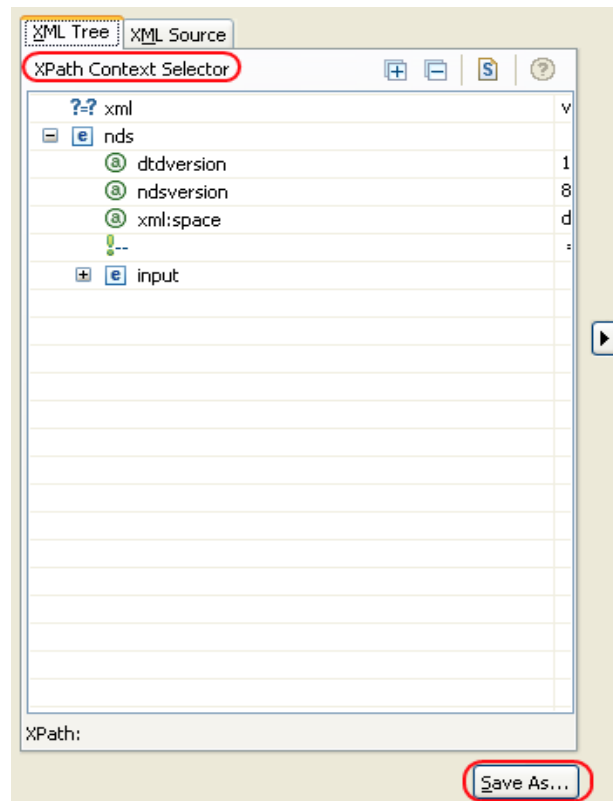 XML Tree XML Source
XPath Context Selector S ?
?=? xml v
e nds
a dtdversion 1
a ndsversion 8
a xml:space d
!-- =
e input
XPath:
Save As...